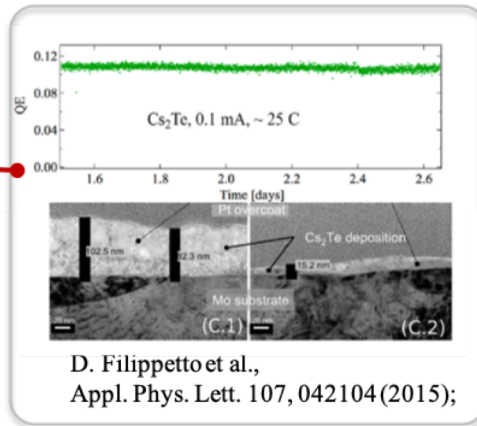 0.12
0.08
0.04
0.00
QE
Cs₂Te, 0.1 mA, ~ 25 C
1.6 1.8 2.0 2.2 2.4 2.6
Time [days]
Pt overcoat
Cs₂Te deposition
102.5 nm
82.3 nm
15.2 nm
Mo substrate
20 nm
(C.1)
(C.2)
D. Filippetto et al.,
Appl. Phys. Lett. 107, 042104 (2015);